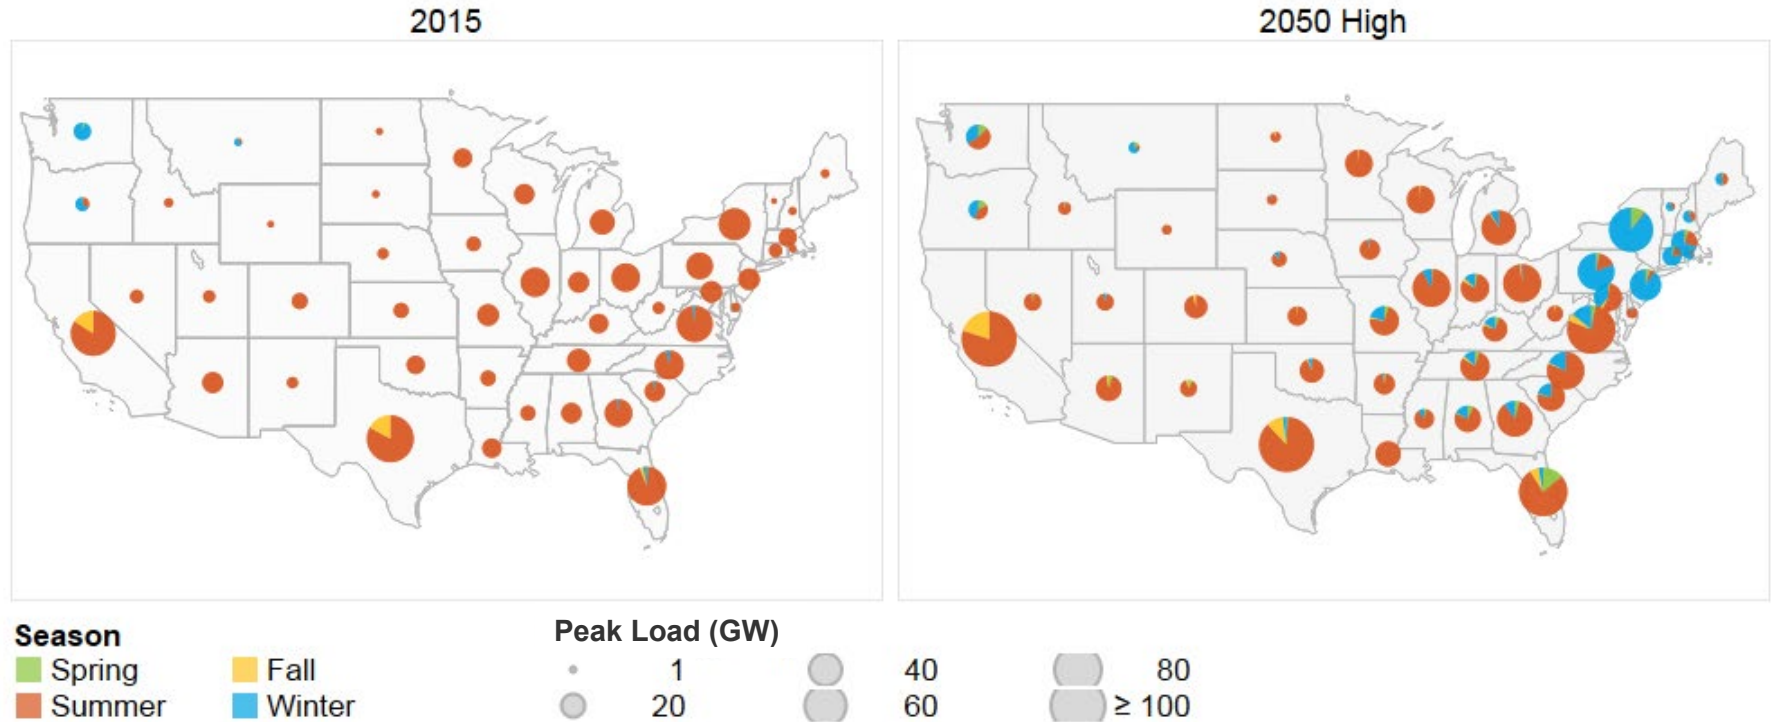 2015
2050 High
Season
Spring
Fall
Summer
Winter
Peak Load (GW)
1
40
80
20
60
≥ 100